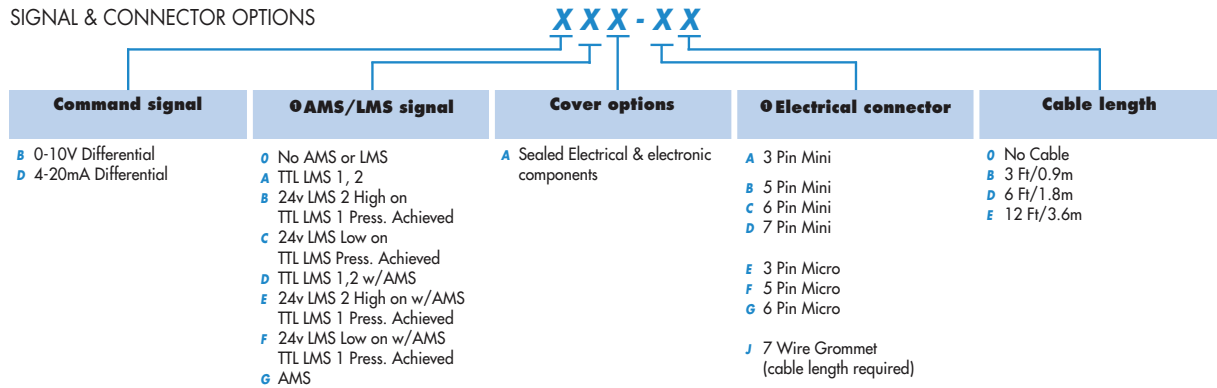 SIGNAL & CONNECTOR OPTIONS
X X X - X X
Command signal
B 0-10V Differential
D 4-20mA Differential
❶AMS/LMS signal
0 No AMS or LMS
A TTL LMS 1, 2
B 24v LMS 2 High on
TTL LMS 1 Press. Achieved
C 24v LMS Low on
TTL LMS Press. Achieved
D TTL LMS 1,2 w/AMS
E 24v LMS 2 High on w/AMS
TTL LMS 1 Press. Achieved
F 24v LMS Low on w/AMS
TTL LMS 1 Press. Achieved
G AMS
Cover options
A Sealed Electrical & electronic
components
❶Electrical connector
A 3 Pin Mini
B 5 Pin Mini
C 6 Pin Mini
D 7 Pin Mini
E 3 Pin Micro
F 5 Pin Micro
G 6 Pin Micro
J 7 Wire Grommet
(cable length required)
Cable length
0 No Cable
B 3 Ft/0.9m
D 6 Ft/1.8m
E 12 Ft/3.6m